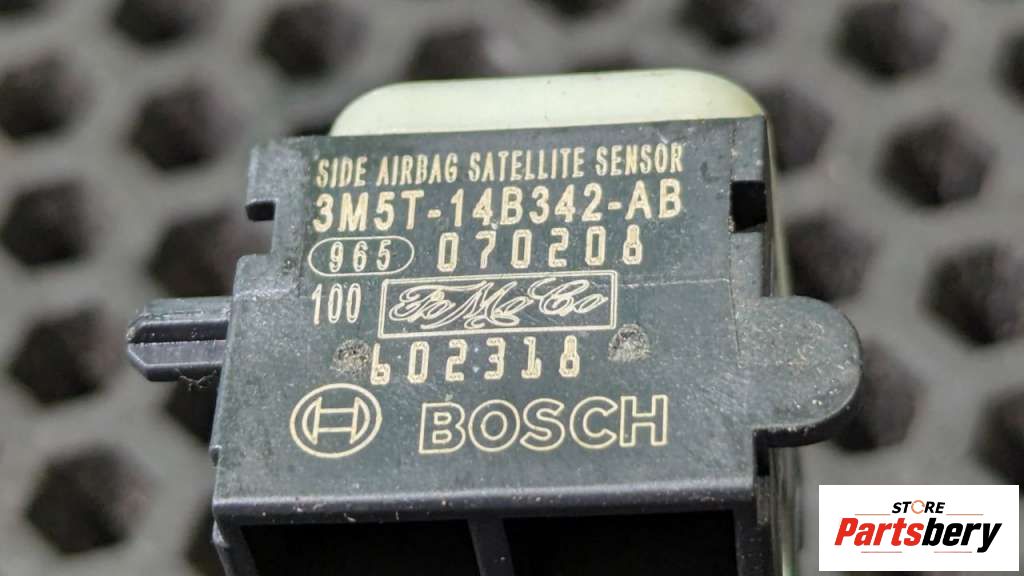 SIDE AIRBAG SATELLITE SENSOR
3M5T-14B342-AB
965 070208
100 FoMoCo
602318
BOSCH
STORE
Partsbery